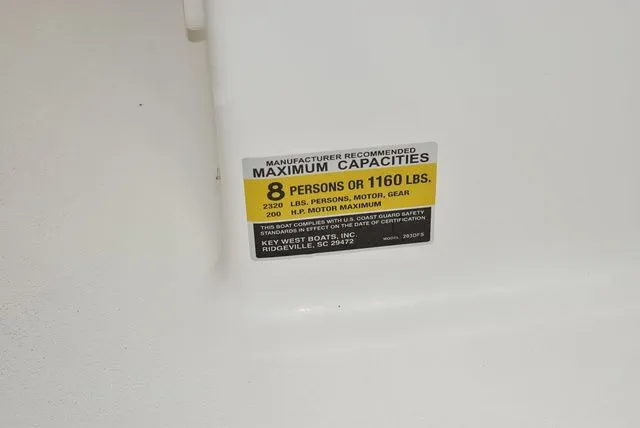 MANUFACTURER RECOMMENDED
MAXIMUM CAPACITIES
8 PERSONS OR 1160 LBS.
2320 LBS. PERSONS, MOTOR, GEAR
200 H.P. MOTOR MAXIMUM
THIS BOAT COMPLIES WITH U.S. COAST GUARD SAFETY
STANDARDS IN EFFECT ON THE DATE OF CERTIFICATION
KEY WEST BOATS, INC.
RIDGEVILLE, SC 29472 MODEL: 203DFS